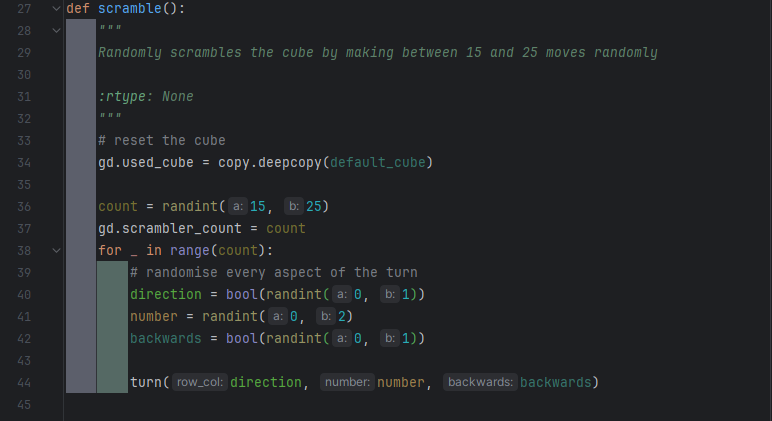 27 def scramble():
28 """
29 Randomly scrambles the cube by making between 15 and 25 moves randomly
30
31 :rtype: None
32 """
33 # reset the cube
34 gd.used_cube = copy.deepcopy(default_cube)
35
36 count = randint(a: 15, b: 25)
37 gd.scrambler_count = count
38 for _ in range(count):
39 # randomise every aspect of the turn
40 direction = bool(randint(a: 0, b: 1))
41 number = randint(a: 0, b: 2)
42 backwards = bool(randint(a: 0, b: 1))
43
44 turn(row_col: direction, number: number, backwards: backwards)
45